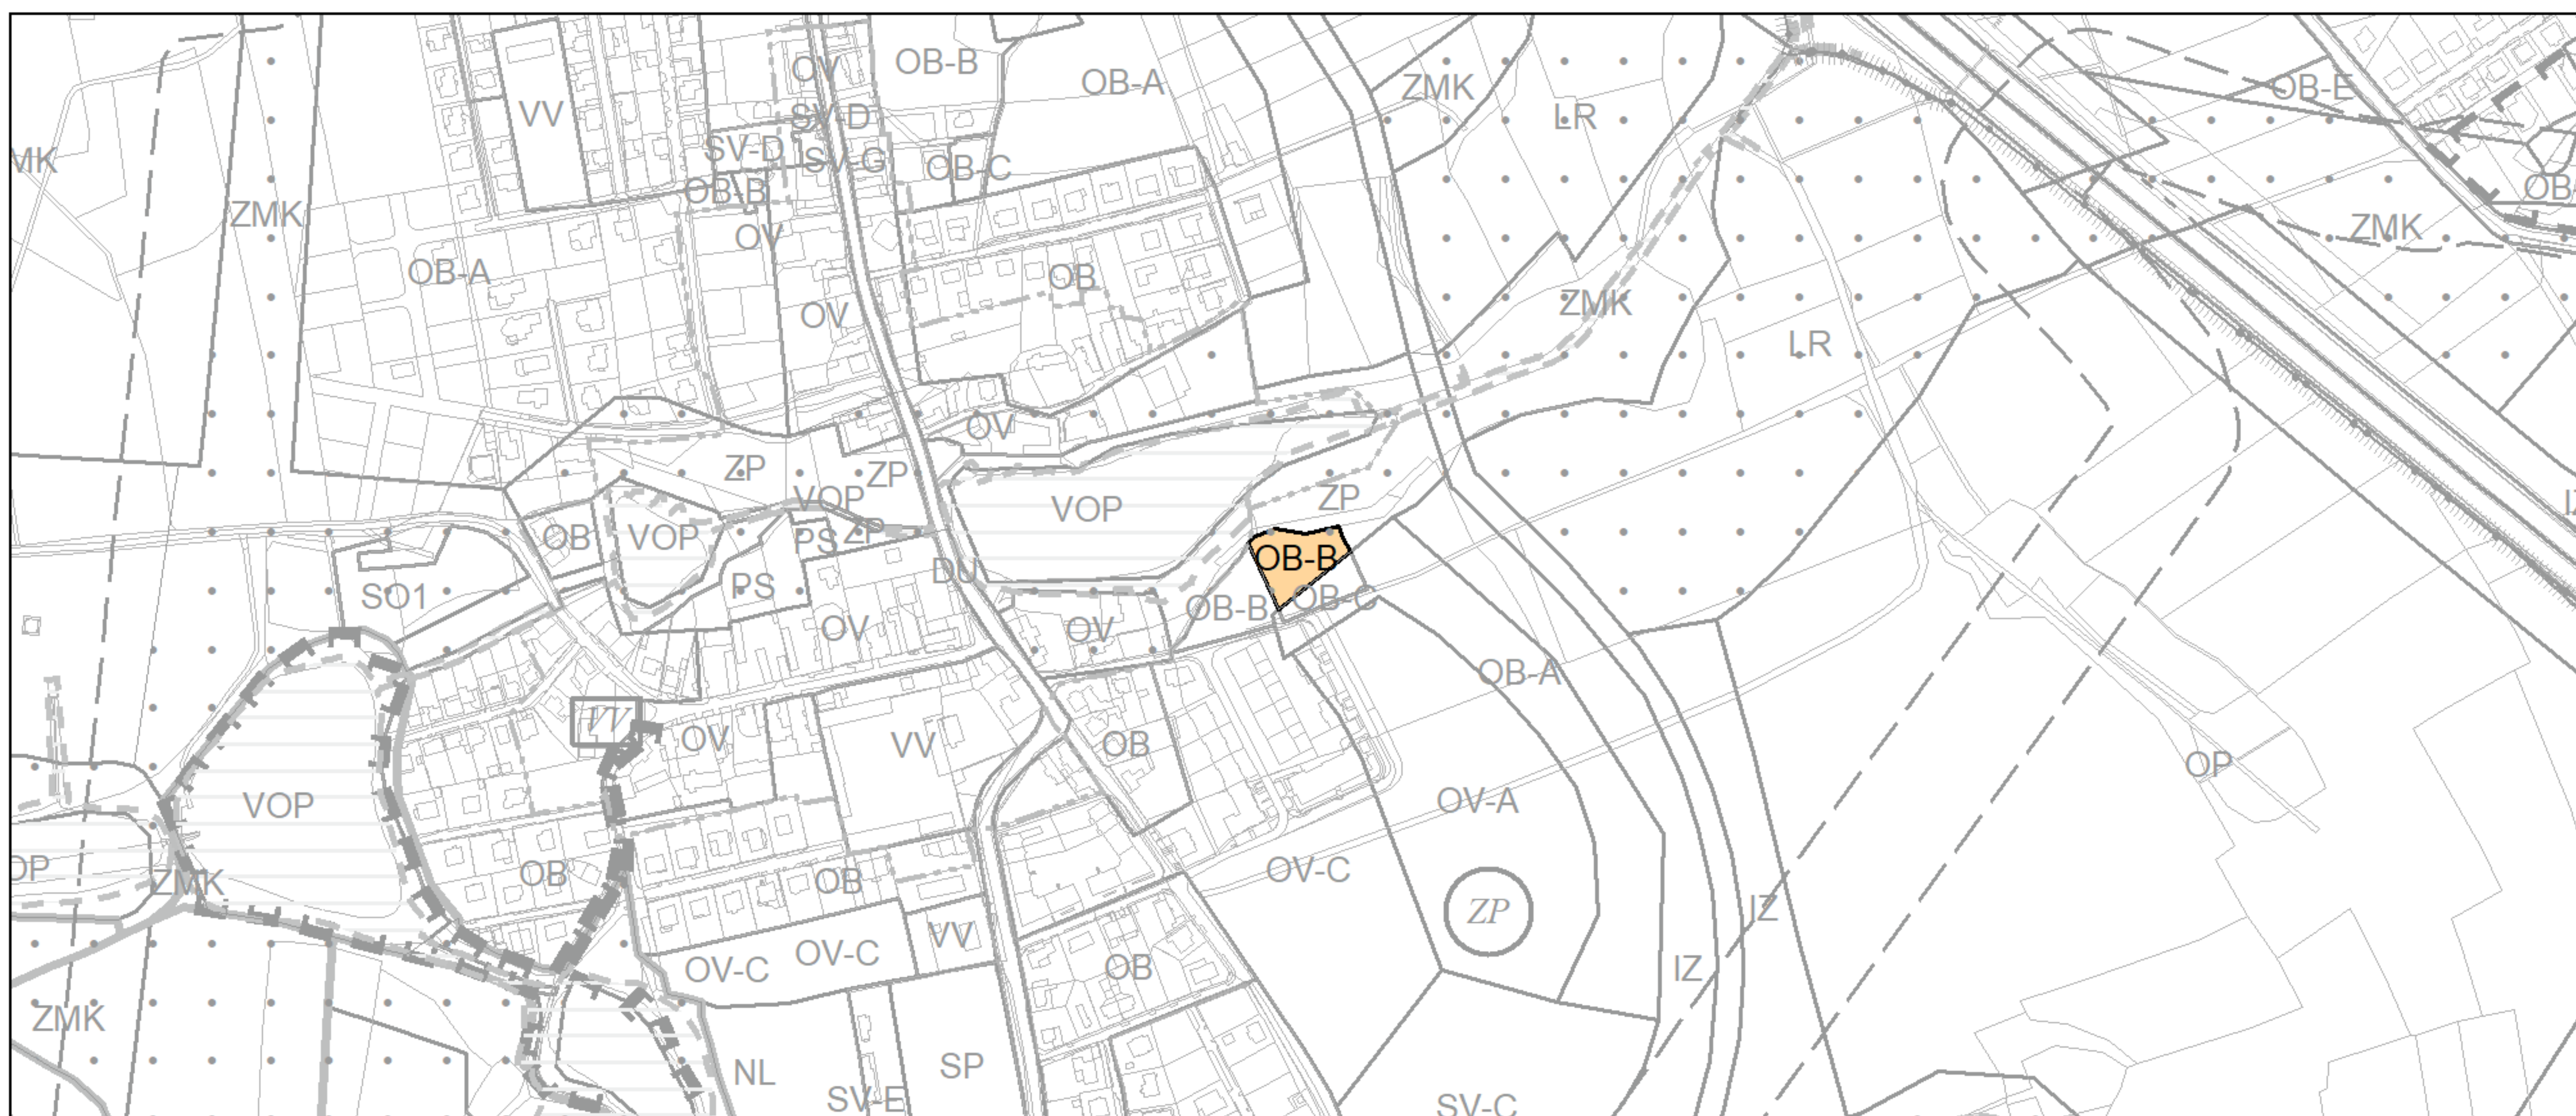 OV
OB-B
OB-A
ZMK
OB-E
VV
SV-D
LR
SV-D
SV-G
OB-C
MK
OB-B
OB-
ZMK
OV
ZMK
OB-A
OB
OV
ZMK
LR
OV
ZP
ZP
VOP
ZP
VOP
IZ
OB
VOP
PS
ZP
OB-B
DU
PS
SO1
OB-B
OB-C
OV
OV
OB-A
VV
OV
VV
OB
OP
VOP
OV-A
OP
ZMK
OB
OB
OV-C
ZP
IZ
VV
OV-C
OV-C
OB
IZ
ZMK
NL
SP
SV-E
SV-C